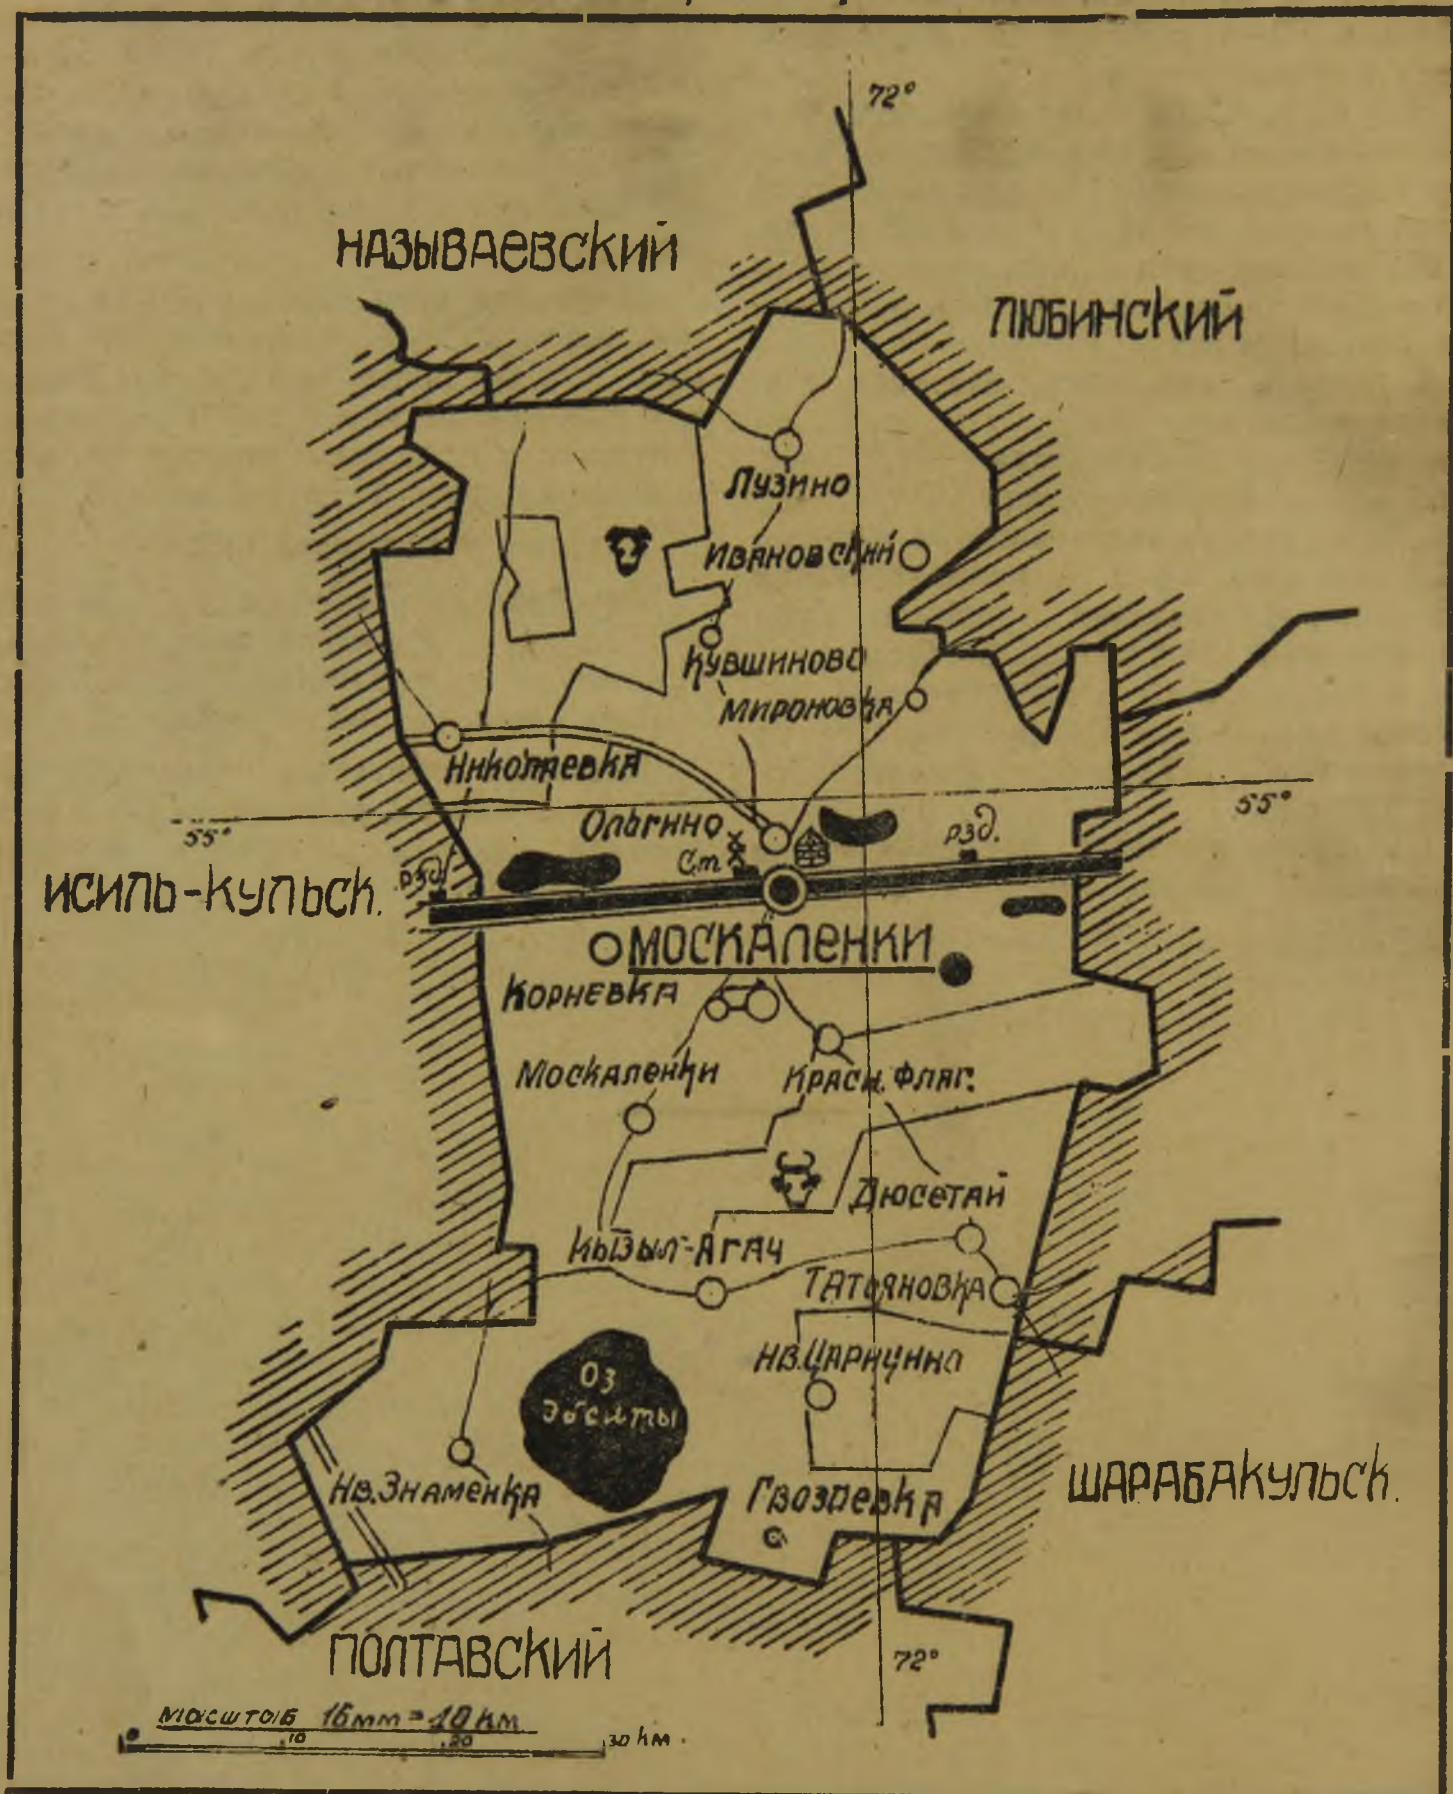 72°
НАЗЫВАЕВСКИЙ
ЛЮБИНСКИЙ
Лузино
Ивановский
Кувшиново
Мироновка
Николаевка
55°
55°
Ольгино
Ст
рзд.
рзд.
ИСИЛЬ-КУЛЬСК.
МОСКАЛЕНКИ
Корневка
Москаленки
Красн. Флаг.
Дюсетай
Кызыл-Агач
Татьяновка
Нв. Царицино
Оз
Эбейты
Нв. Знаменка
Гвоздевка
ШАРАБАКУЛЬСК.
ПОЛТАВСКИЙ
72°
Масштаб 16мм = 10 км
0 10 20 30 км.